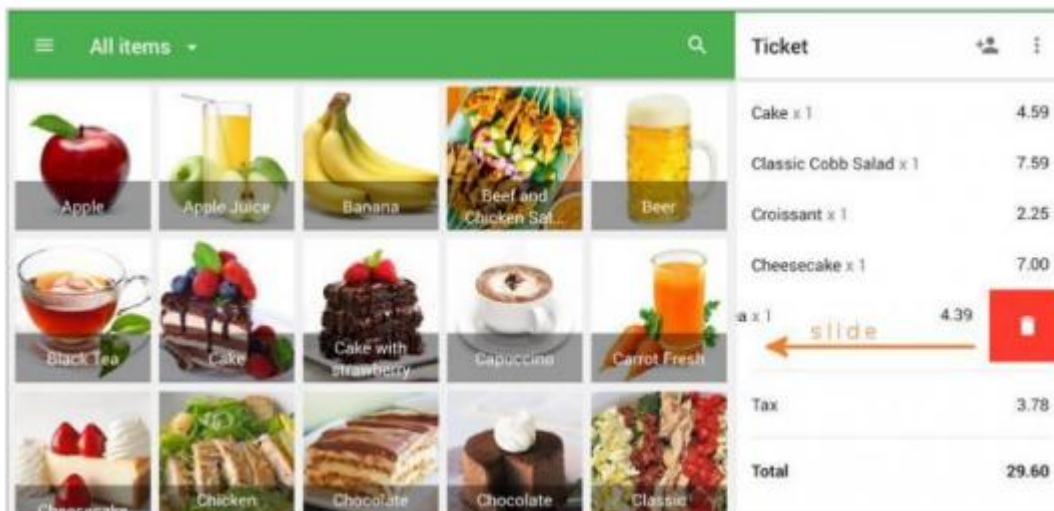 All items
Ticket
Apple
Apple Juice
Banana
Beef and
Chicken Sal...
Beer
Black Tea
Cake
Cake with
strawberry
Capuccino
Carrot Fresh
Cheesecake
Chicken
Chocolate
Chocolate
Classic
Cake x 1 4.59
Classic Cobb Salad x 1 7.59
Croissant x 1 2.25
Cheesecake x 1 7.00
a x 1 4.39
slide
Tax 3.78
Total 29.60